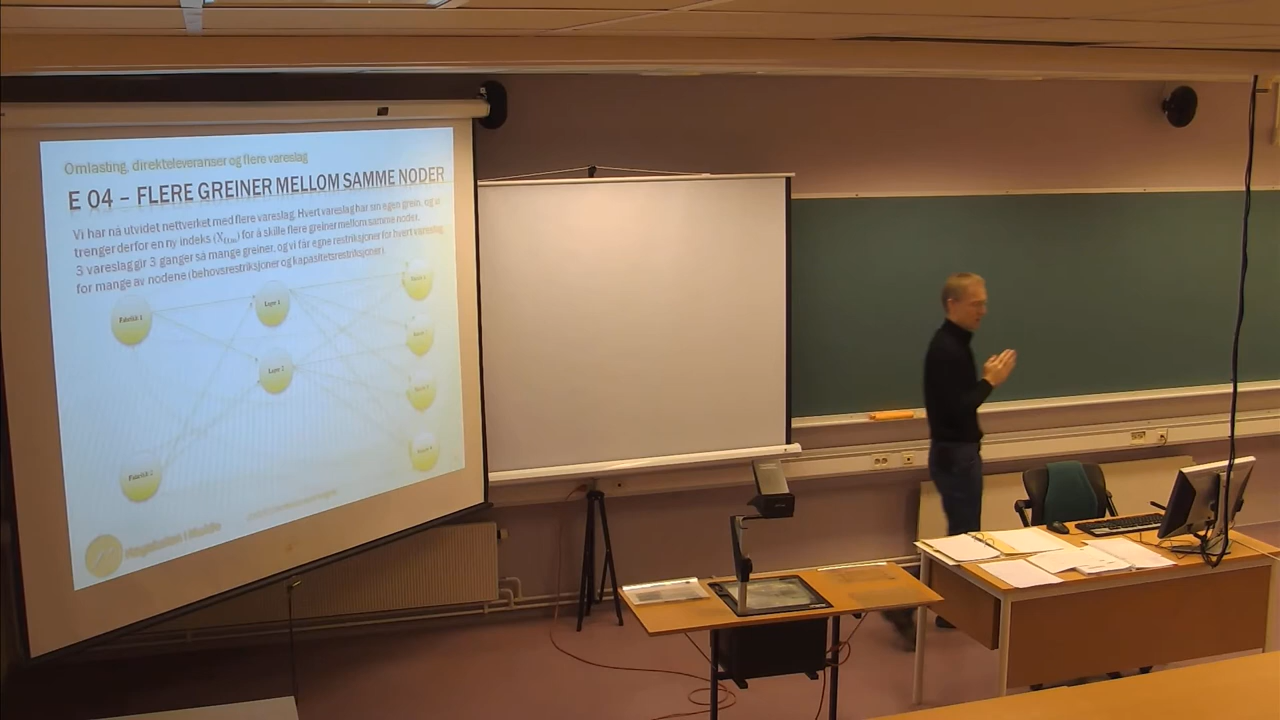 Omlasting, direkteleveranser og flere vareslag
E 04 – FLERE GREINER MELLOM SAMME NODER
Vi har nå utvidet nettverket med flere vareslag. Hvert vareslag har sin egen grein, og vi
trenger derfor en ny indeks (X) for å skille flere greiner mellom samme noder.
3 vareslag gir 3 ganger så mange greiner, og vi får egne restriksjoner for hvert vareslag
for mange av nodene (behovsrestriksjoner og kapasitetsrestriksjoner).
Fabrikk 1
Lager 1
Lager 2
Fabrikk 2
Høgskolen i Molde